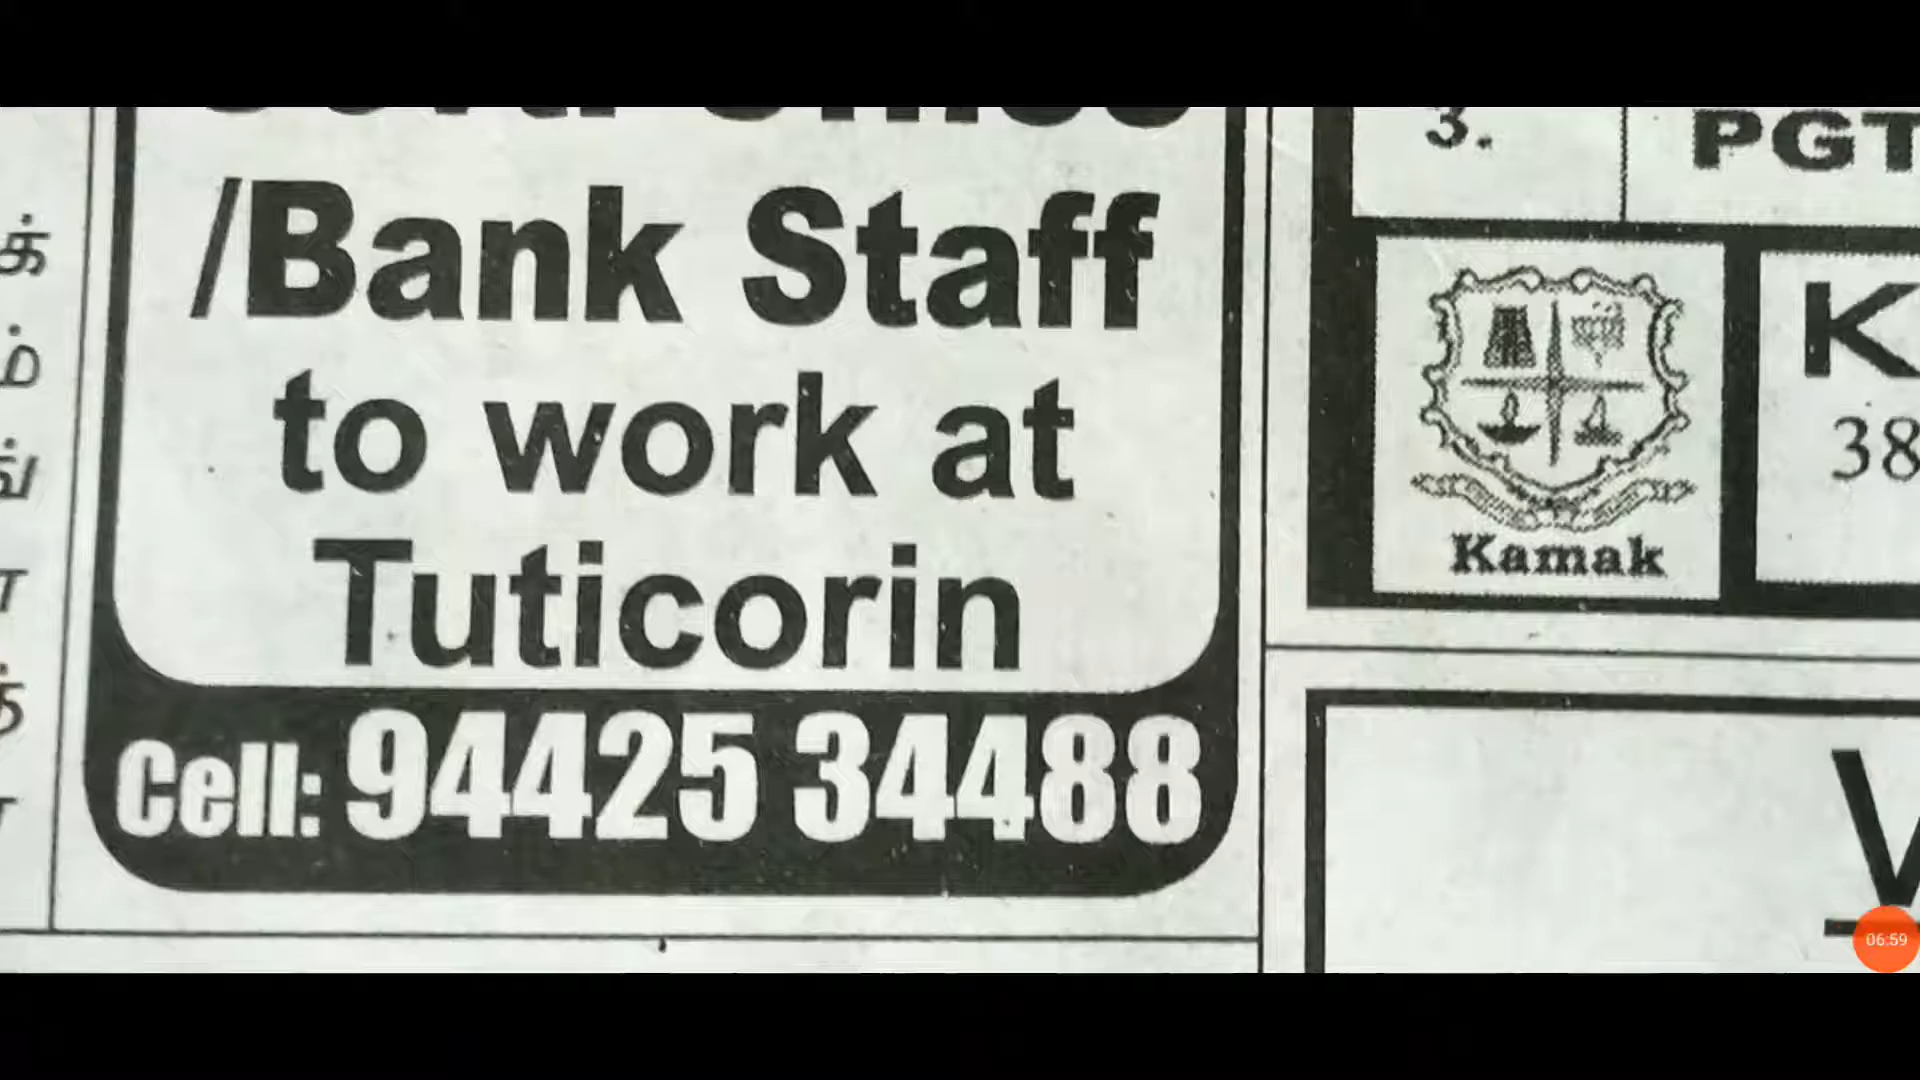 /Bank Staff
to work at
Tuticorin
Cell: 94425 34488
3.
PGT
Kamak
K
38
06:59